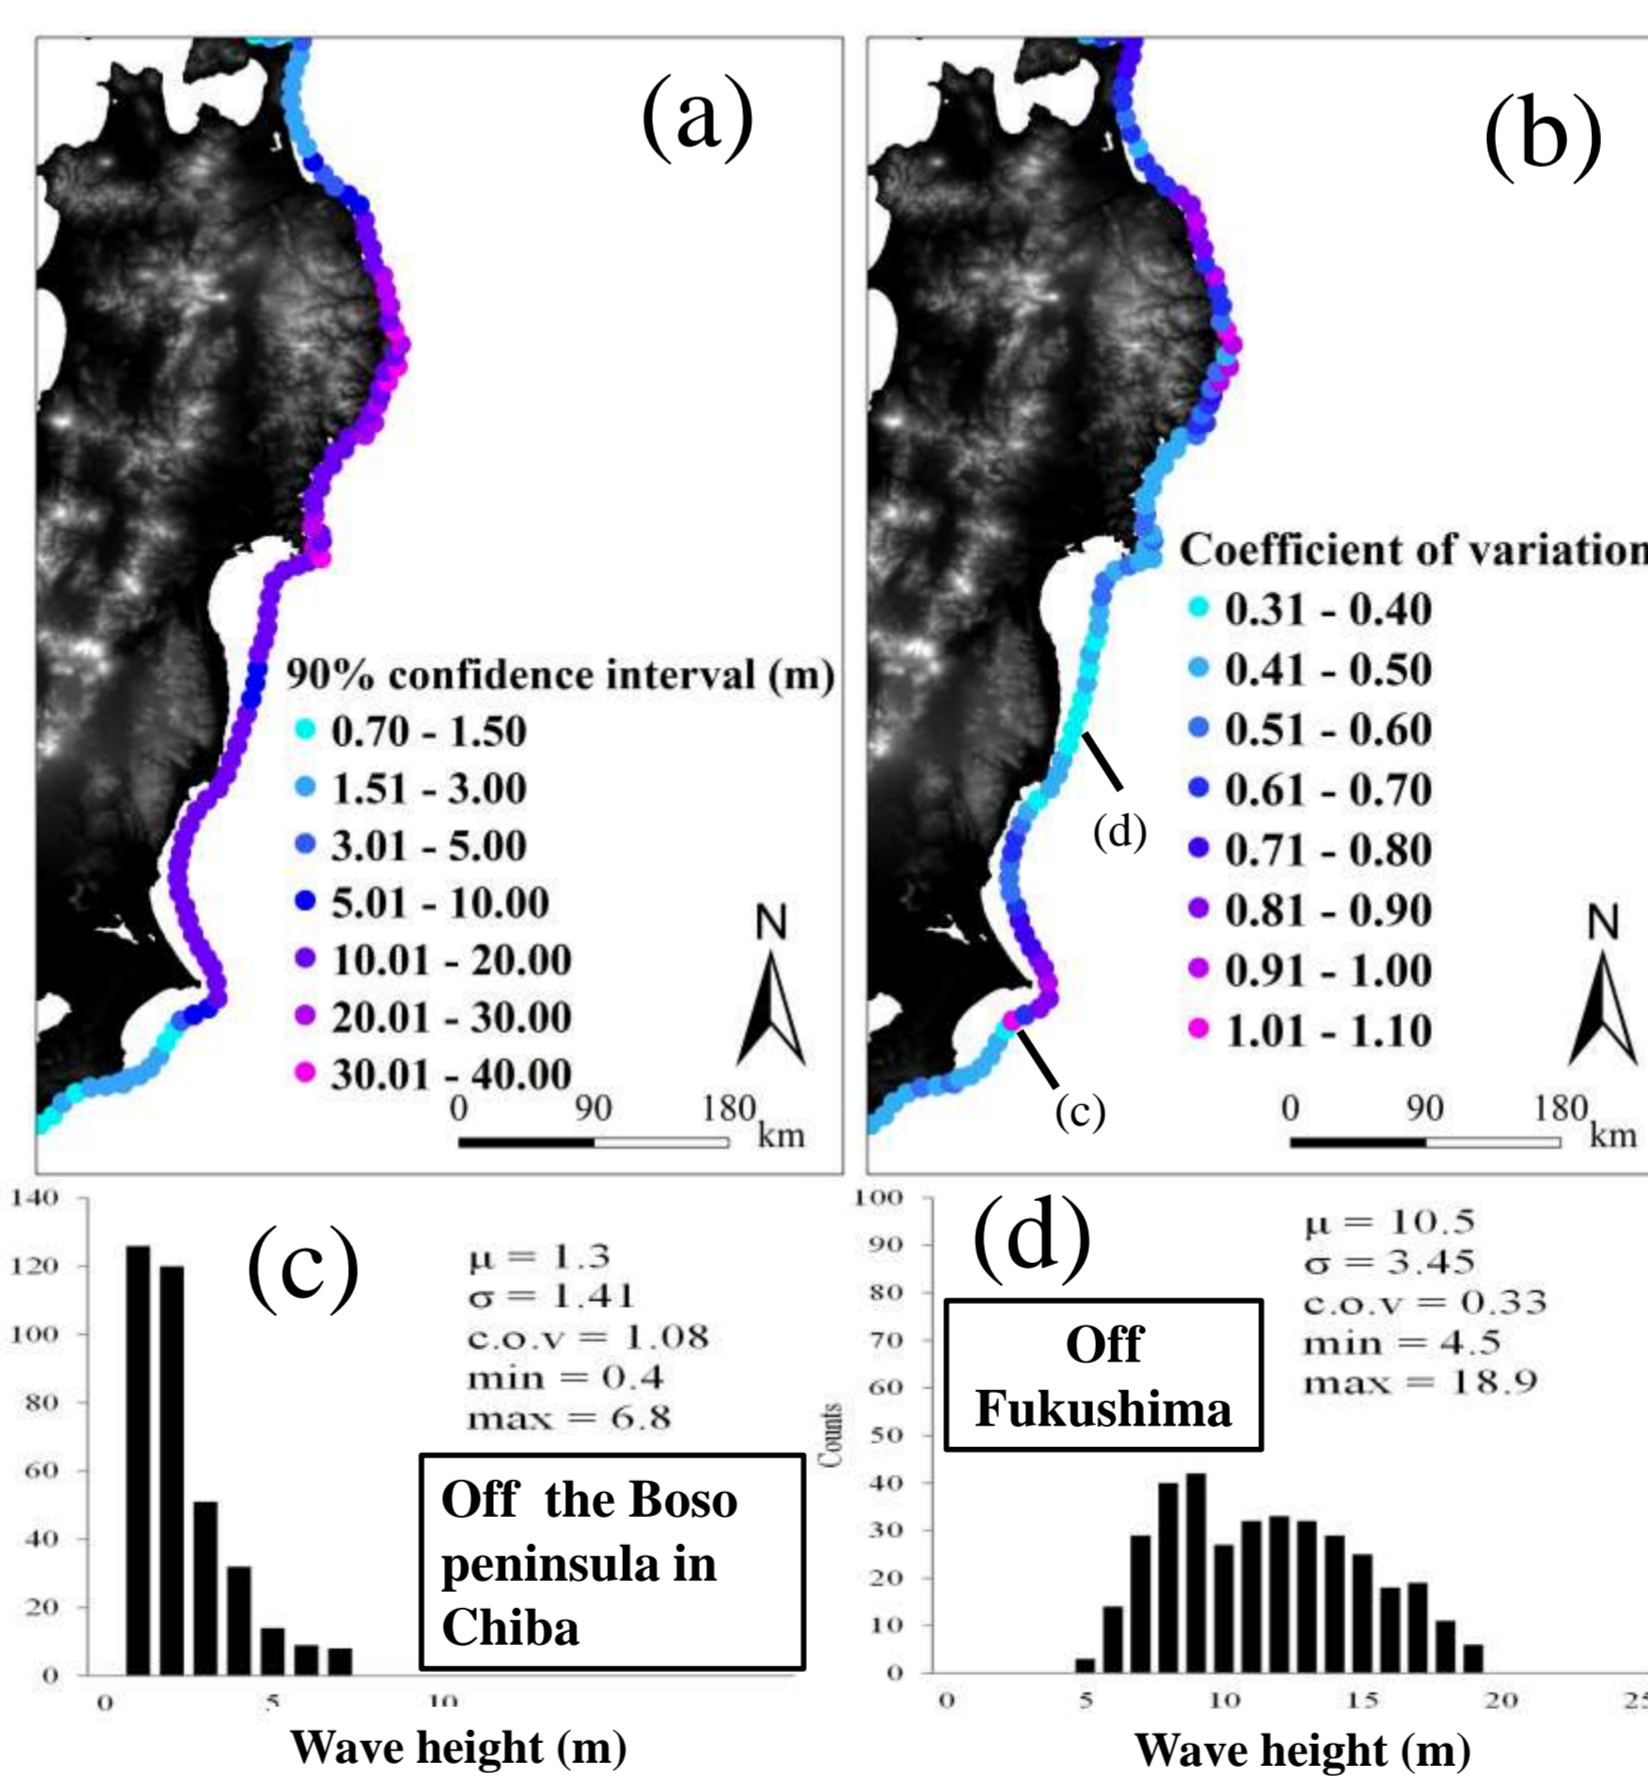 (a)
90% confidence interval (m)
0.70 - 1.50
1.51 - 3.00
3.01 - 5.00
5.01 - 10.00
10.01 - 20.00
20.01 - 30.00
30.01 - 40.00
N
0 90 180
km
(b)
Coefficient of variation
0.31 - 0.40
0.41 - 0.50
0.51 - 0.60
0.61 - 0.70
0.71 - 0.80
0.81 - 0.90
0.91 - 1.00
1.01 - 1.10
(d)
(c)
N
0 90 180
km
(c)
140
120
100
80
60
40
20
0
μ = 1.3
σ = 1.41
c.o.v = 1.08
min = 0.4
max = 6.8
Off the Boso
peninsula in
Chiba
0 5 10
Wave height (m)
(d)
Counts
100
90
80
70
60
50
40
30
20
10
0
μ = 10.5
σ = 3.45
c.o.v = 0.33
min = 4.5
max = 18.9
Off
Fukushima
0 5 10 15 20 25
Wave height (m)